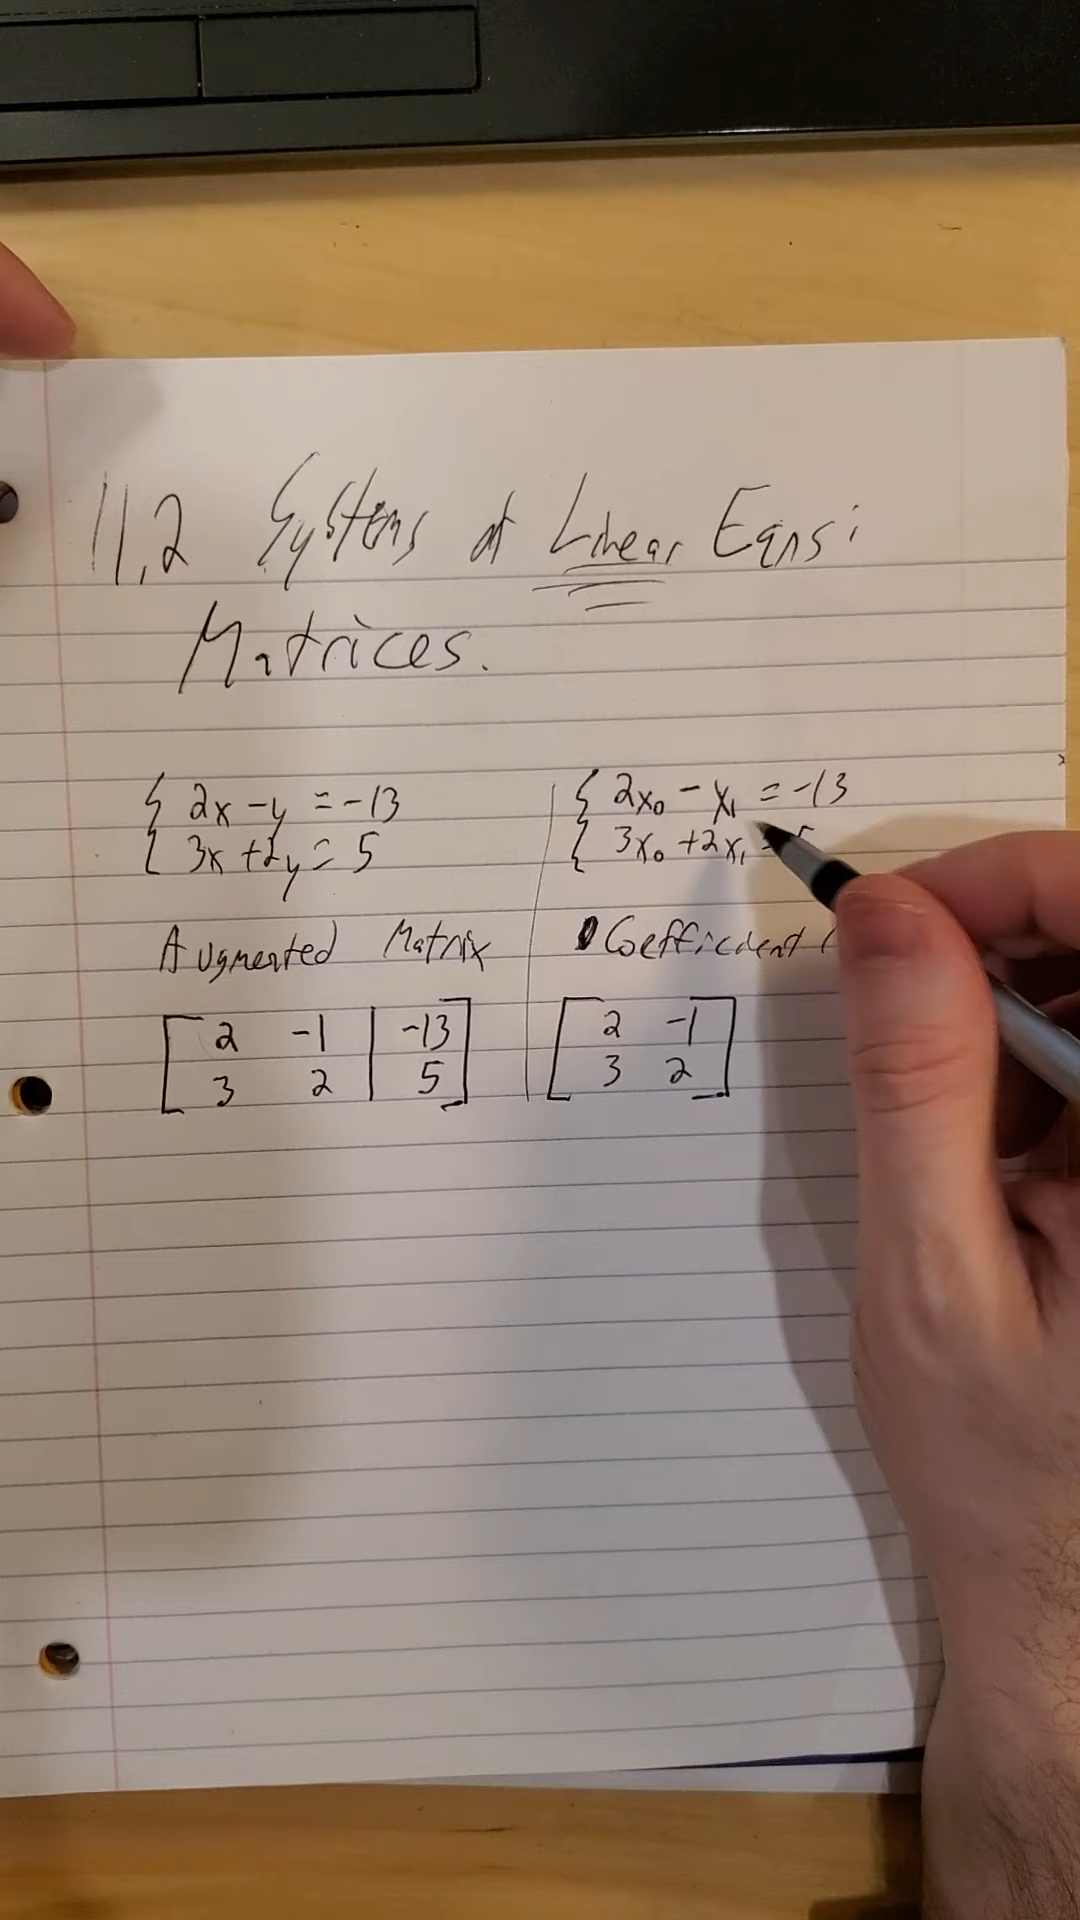 11.2 Systems of Linear Eqns:
Matrices.
2x - y = -13
3x + 2y = 5
2x₀ - x₁ = -13
3x₀ + 2x₁ = 5
Augmented Matrix
Coefficient
2 -1 | -13
3 2 | 5
2 -1
3 2